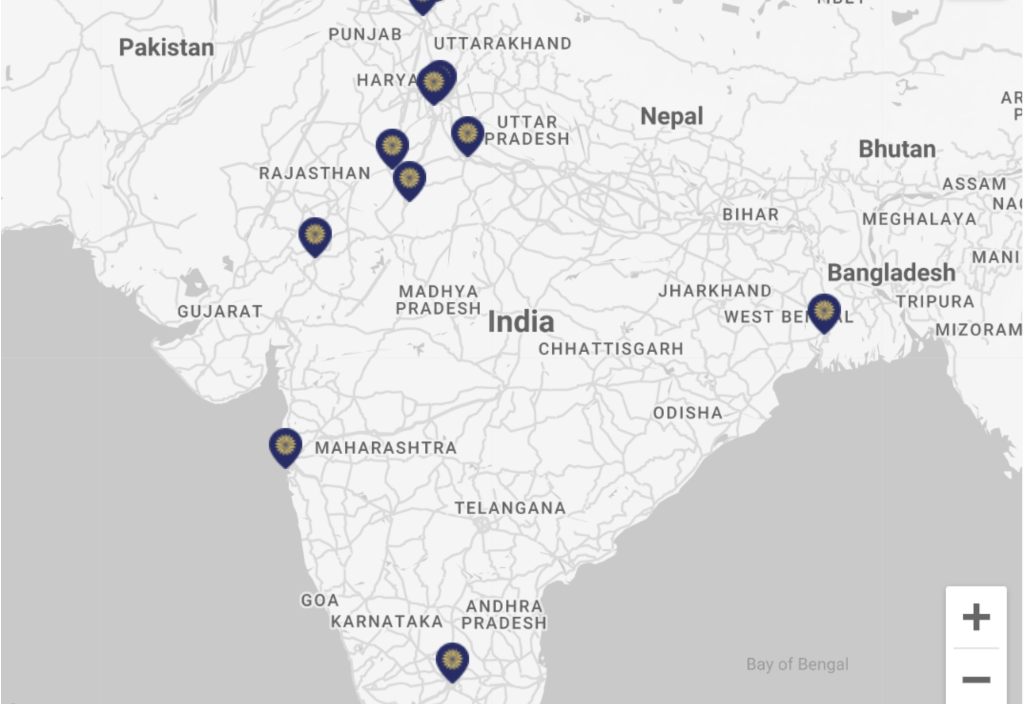 MBET
Pakistan
PUNJAB
UTTARAKHAND
HARYA
Nepal
UTTAR
PRADESH
Bhutan
RAJASTHAN
ASSAM
BIHAR
MEGHALAYA
MANI
Bangladesh
MADHYA
PRADESH
JHARKHAND
GUJARAT
India
WEST BEN
L
TRIPURA
MIZORAM
CHHATTISGARH
ODISHA
MAHARASHTRA
TELANGANA
GOA
KARNATAKA
ANDHRA
PRADESH
Bay of Bengal